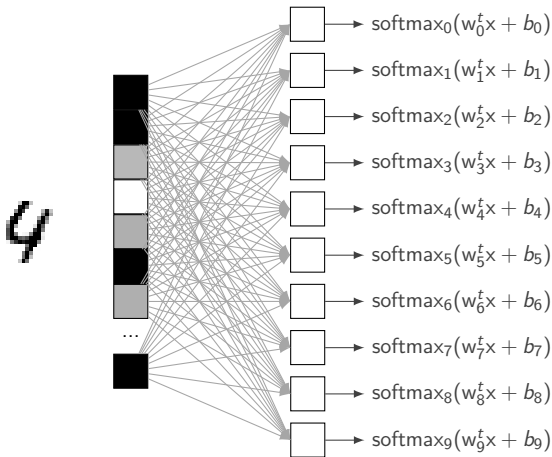 softmax₀(w₀ᵗx + b₀)
softmax₁(w₁ᵗx + b₁)
softmax₂(w₂ᵗx + b₂)
softmax₃(w₃ᵗx + b₃)
softmax₄(w₄ᵗx + b₄)
softmax₅(w₅ᵗx + b₅)
softmax₆(w₆ᵗx + b₆)
softmax₇(w₇ᵗx + b₇)
softmax₈(w₈ᵗx + b₈)
softmax₉(w₉ᵗx + b₉)
4
...